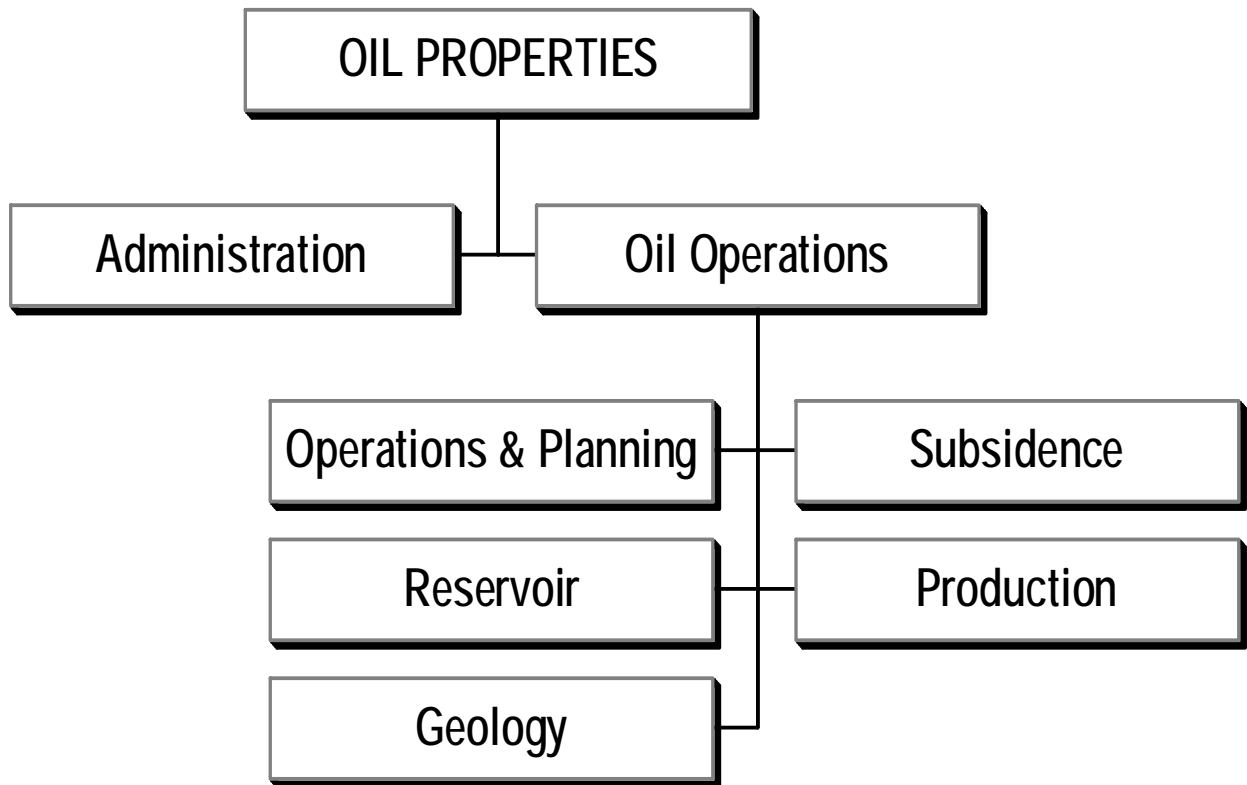 OIL PROPERTIES
Administration
Oil Operations
Operations & Planning
Subsidence
Reservoir
Production
Geology